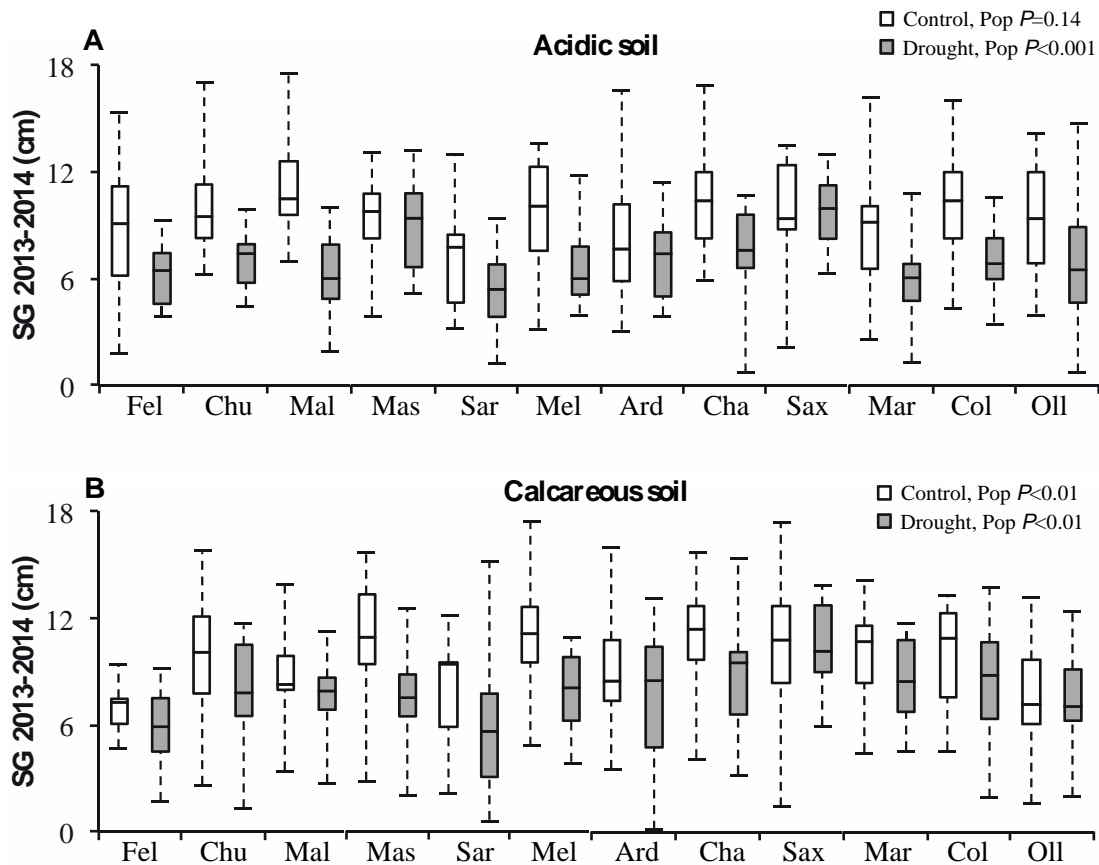 A
Acidic soil
Control, Pop P=0.14
Drought, Pop P<0.001
SG 2013-2014 (cm)
18
12
6
0
Fel Chu Mal Mas Sar Mel Ard Cha Sax Mar Col Oll
B
Calcareous soil
Control, Pop P<0.01
Drought, Pop P<0.01
SG 2013-2014 (cm)
18
12
6
0
Fel Chu Mal Mas Sar Mel Ard Cha Sax Mar Col Oll